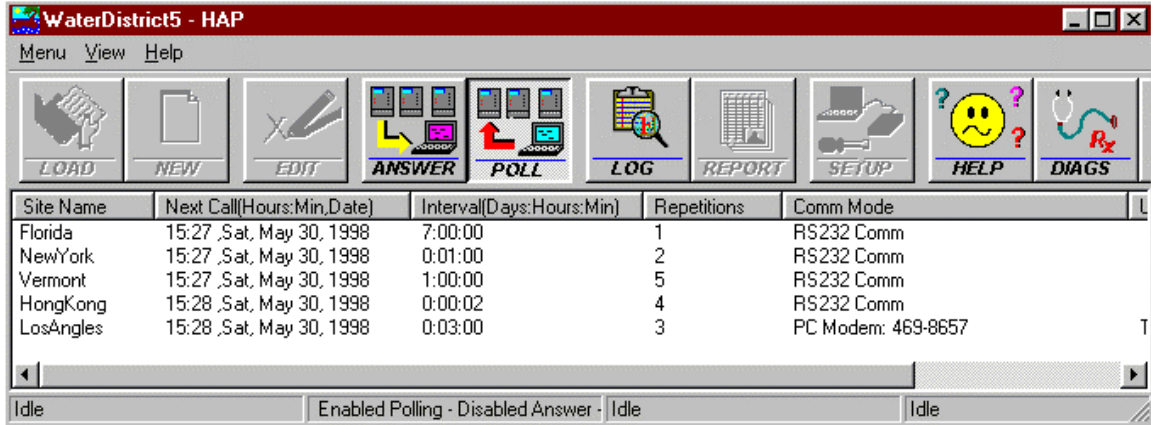 WaterDistrict5 - HAP
Menu View Help
LOAD NEW EDIT ANSWER POLL LOG REPORT SETUP HELP DIAGS
Site Name Next Call(Hours:Min,Date) Interval(Days:Hours:Min) Repetitions Comm Mode
Florida 15:27 ,Sat, May 30, 1998 7:00:00 1 RS232 Comm
NewYork 15:27 ,Sat, May 30, 1998 0:01:00 2 RS232 Comm
Vermont 15:27 ,Sat, May 30, 1998 1:00:00 5 RS232 Comm
HongKong 15:28 ,Sat, May 30, 1998 0:00:02 4 RS232 Comm
LosAngles 15:28 ,Sat, May 30, 1998 0:03:00 3 PC Modem: 469-8657
Idle Enabled Polling - Disabled Answer - Idle Idle